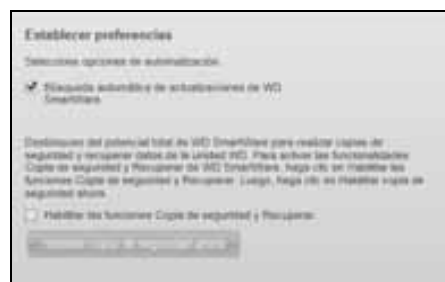 Establecer preferencias
Seleccione opciones de automatización.
Búsqueda automática de actualizaciones de WD
SmartWare
Desbloqueo del potencial total de WD SmartWare para realizar copias de
seguridad y recuperar datos de la unidad WD. Para activar las funcionalidades
Copia de seguridad y Recuperar de WD SmartWare, haga clic en Habilitar las
funciones Copia de seguridad y Recuperar. Luego, haga clic en Habilitar copia de
seguridad ahora.
Habilitar las funciones Copia de seguridad y Recuperar.